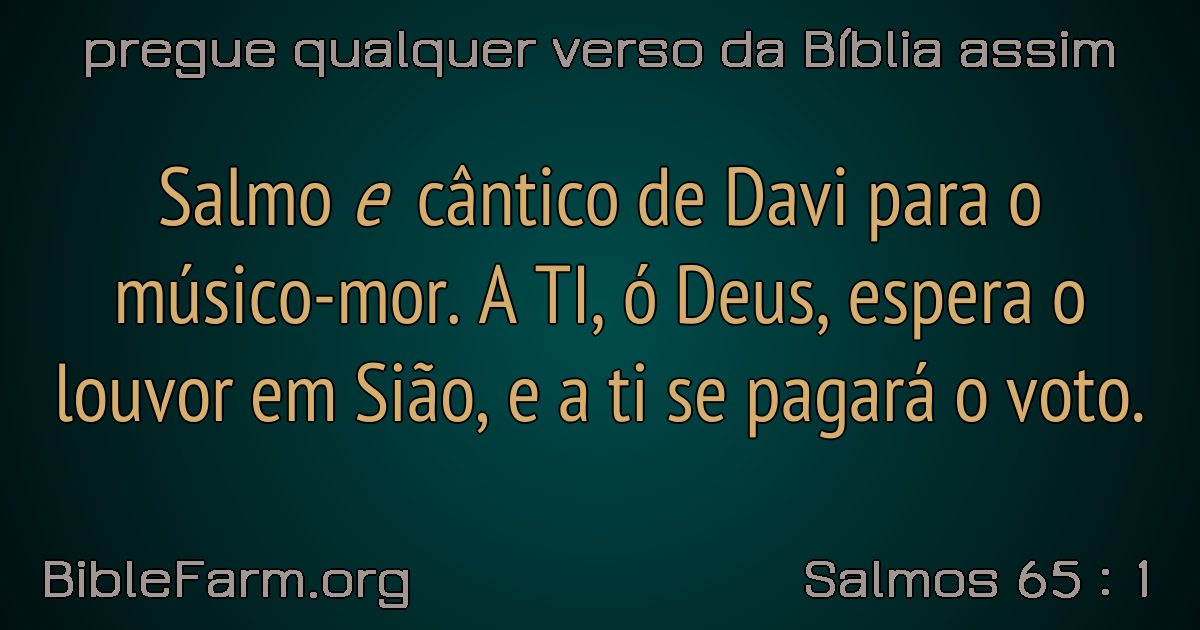 pregue qualquer verso da Bíblia assim
Salmo e cântico de Davi para o
músico-mor. A TI, ó Deus, espera o
louvor em Sião, e a ti se pagará o voto.
BibleFarm.org
Salmos 65 : 1